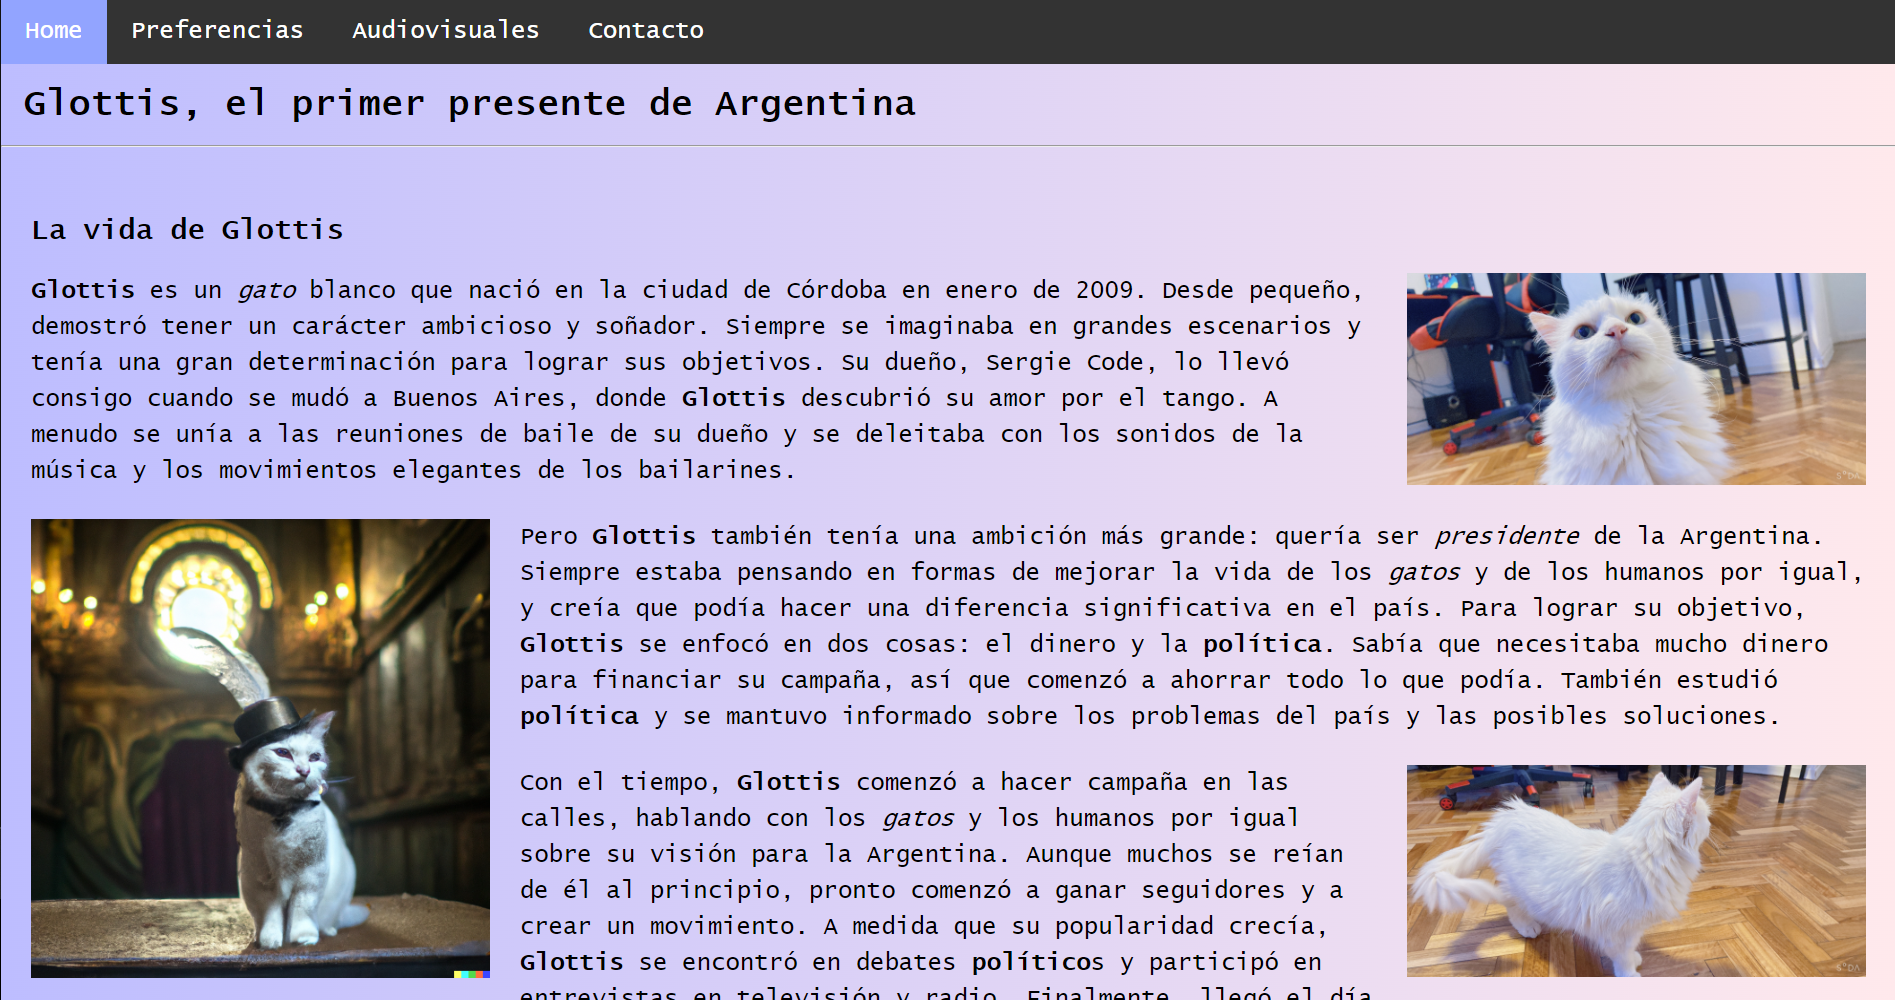 Home Preferencias Audiovisuales Contacto
Glottis, el primer presente de Argentina
La vida de Glottis
Glottis es un gato blanco que nació en la ciudad de Córdoba en enero de 2009. Desde pequeño,
demostró tener un carácter ambicioso y soñador. Siempre se imaginaba en grandes escenarios y
tenía una gran determinación para lograr sus objetivos. Su dueño, Sergie Code, lo llevó
consigo cuando se mudó a Buenos Aires, donde Glottis descubrió su amor por el tango. A
menudo se unía a las reuniones de baile de su dueño y se deleitaba con los sonidos de la
música y los movimientos elegantes de los bailarines.
Pero Glottis también tenía una ambición más grande: quería ser presidente de la Argentina.
Siempre estaba pensando en formas de mejorar la vida de los gatos y de los humanos por igual,
y creía que podía hacer una diferencia significativa en el país. Para lograr su objetivo,
Glottis se enfocó en dos cosas: el dinero y la política. Sabía que necesitaba mucho dinero
para financiar su campaña, así que comenzó a ahorrar todo lo que podía. También estudió
política y se mantuvo informado sobre los problemas del país y las posibles soluciones.
Con el tiempo, Glottis comenzó a hacer campaña en las
calles, hablando con los gatos y los humanos por igual
sobre su visión para la Argentina. Aunque muchos se reían
de él al principio, pronto comenzó a ganar seguidores y a
crear un movimiento. A medida que su popularidad crecía,
Glottis se encontró en debates políticos y participó en
entrevistas en televisión y radio. Finalmente, llegó el día